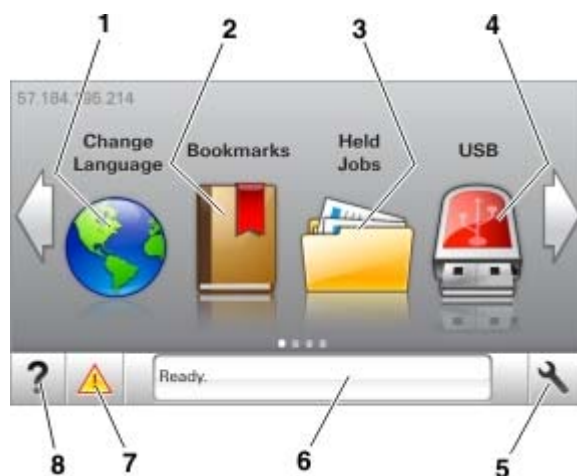 1 2 3 4
57.184.195.214
Change
Language
Bookmarks
Held
Jobs
USB
? Ready.
8 7 6 5